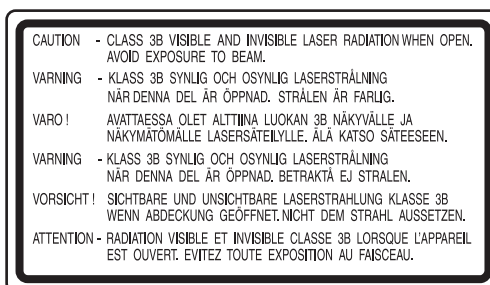 CAUTION - CLASS 3B VISIBLE AND INVISIBLE LASER RADIATION WHEN OPEN.
AVOID EXPOSURE TO BEAM.
VARNING - KLASS 3B SYNLIG OCH OSYNLIG LASERSTRÅLNING
NÄR DENNA DEL ÄR ÖPPNAD. STRÅLEN ÄR FARLIG.
VARO ! AVATTAESSA OLET ALTTIINA LUOKAN 3B NÄKYVÄLLE JA
NÄKYMÄTÖMÄLLE LASERSÄTEILYLLE. ÄLÄ KATSO SÄTEESEEN.
VARNING - KLASS 3B SYNLIG OCH OSYNLIG LASERSTRÅLNING
NÄR DENNA DEL ÄR ÖPPNAD. BETRAKTÅ EJ STRALEN.
VORSICHT ! SICHTBARE UND UNSICHTBARE LASERSTRAHLUNG KLASSE 3B
WENN ABDECKUNG GEÖFFNET. NICHT DEM STRAHL AUSSETZEN.
ATTENTION - RADIATION VISIBLE ET INVISIBLE CLASSE 3B LORSQUE L'APPAREIL
EST OUVERT. EVITEZ TOUTE EXPOSITION AU FAISCEAU.